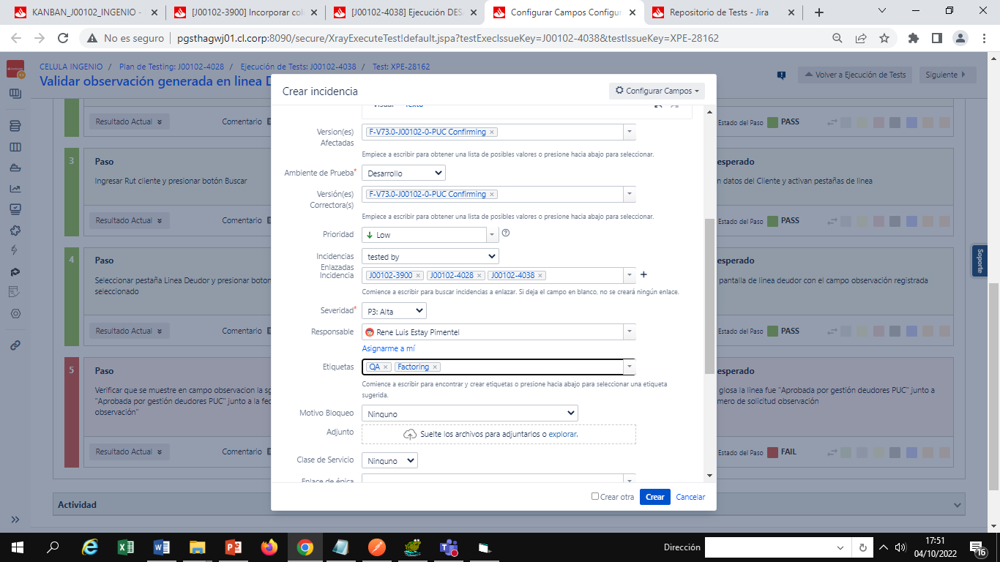 KANBAN_J00102_INGENIO -
[J00102-3900] Incorporar col
[J00102-4038] Ejecución DES
Configurar Campos Configur
Repositorio de Tests - Jira
No es seguro
pgsthagwj01.cl.corp:8090/secure/XrayExecuteTest!default.jspa?testExecIssueKey=J00102-4038&testIssueKey=XPE-28162
CELULA INGENIO / Plan de Testing: J00102-4028 / Ejecución de Tests: J00102-4038 / Test: XPE-28162
Validar observación generada en linea D
Volver a Ejecución de Tests
Siguiente
Crear incidencia
Configurar Campos
Visual Texto
Resultado Actual
Comentario
Estado del Paso
PASS
Version(es) Afectadas
F-V73.0-J00102-0-PUC Confirming
Empiece a escribir para obtener una lista de posibles valores o presione hacia abajo para seleccionar.
3
Paso
esperado
Ingresar Rut cliente y presionar botón Buscar
n datos del Cliente y activan pestañas de linea
Resultado Actual
Comentario
Estado del Paso
PASS
Ambiente de Prueba*
Desarrollo
Versión(es) Correctora(s)
F-V73.0-J00102-0-PUC Confirming
Empiece a escribir para obtener una lista de posibles valores o presione hacia abajo para seleccionar.
Prioridad
Low
Incidencias Enlazadas
tested by
Incidencia
J00102-3900
J00102-4028
J00102-4038
Comience a escribir para buscar incidencias a enlazar. Si deja el campo en blanco, no se creará ningún enlace.
4
Paso
esperado
Seleccionar pestaña Linea Deudor y presionar boton
seleccionado
pantalla de línea deudor con el campo observación registrada
Resultado Actual
Comentario
Estado del Paso
PASS
Soporte
Severidad*
P3: Alta
Responsable
Rene Luis Estay Pimentel
Asignarme a mí
Etiquetas
QA
Factoring
Comience a escribir para encontrar y crear etiquetas o presione hacia abajo para seleccionar una etiqueta
sugerida.
5
Paso
esperado
Verificar que se muestre en campo observacion la sg
"Aprobada por gestión deudores PUC" junto a la fec
observación"
glosa la linea fue "Aprobada por gestión deudores PUC" junto a
mero de solicitud observación
Resultado Actual
Comentario
Estado del Paso
FAIL
Motivo Bloqueo
Ninguno
Adjunto
Suelte los archivos para adjuntarlos o explorar.
Clase de Servicio
Ninguno
Enlace de épica
Crear otra
Crear
Cancelar
Actividad
Dirección
17:51
04/10/2022
16